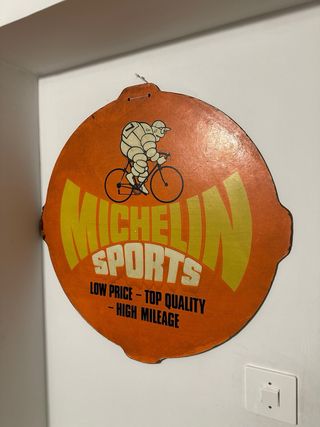 MICHELIN
SPORTS
LOW PRICE – TOP QUALITY
– HIGH MILEAGE